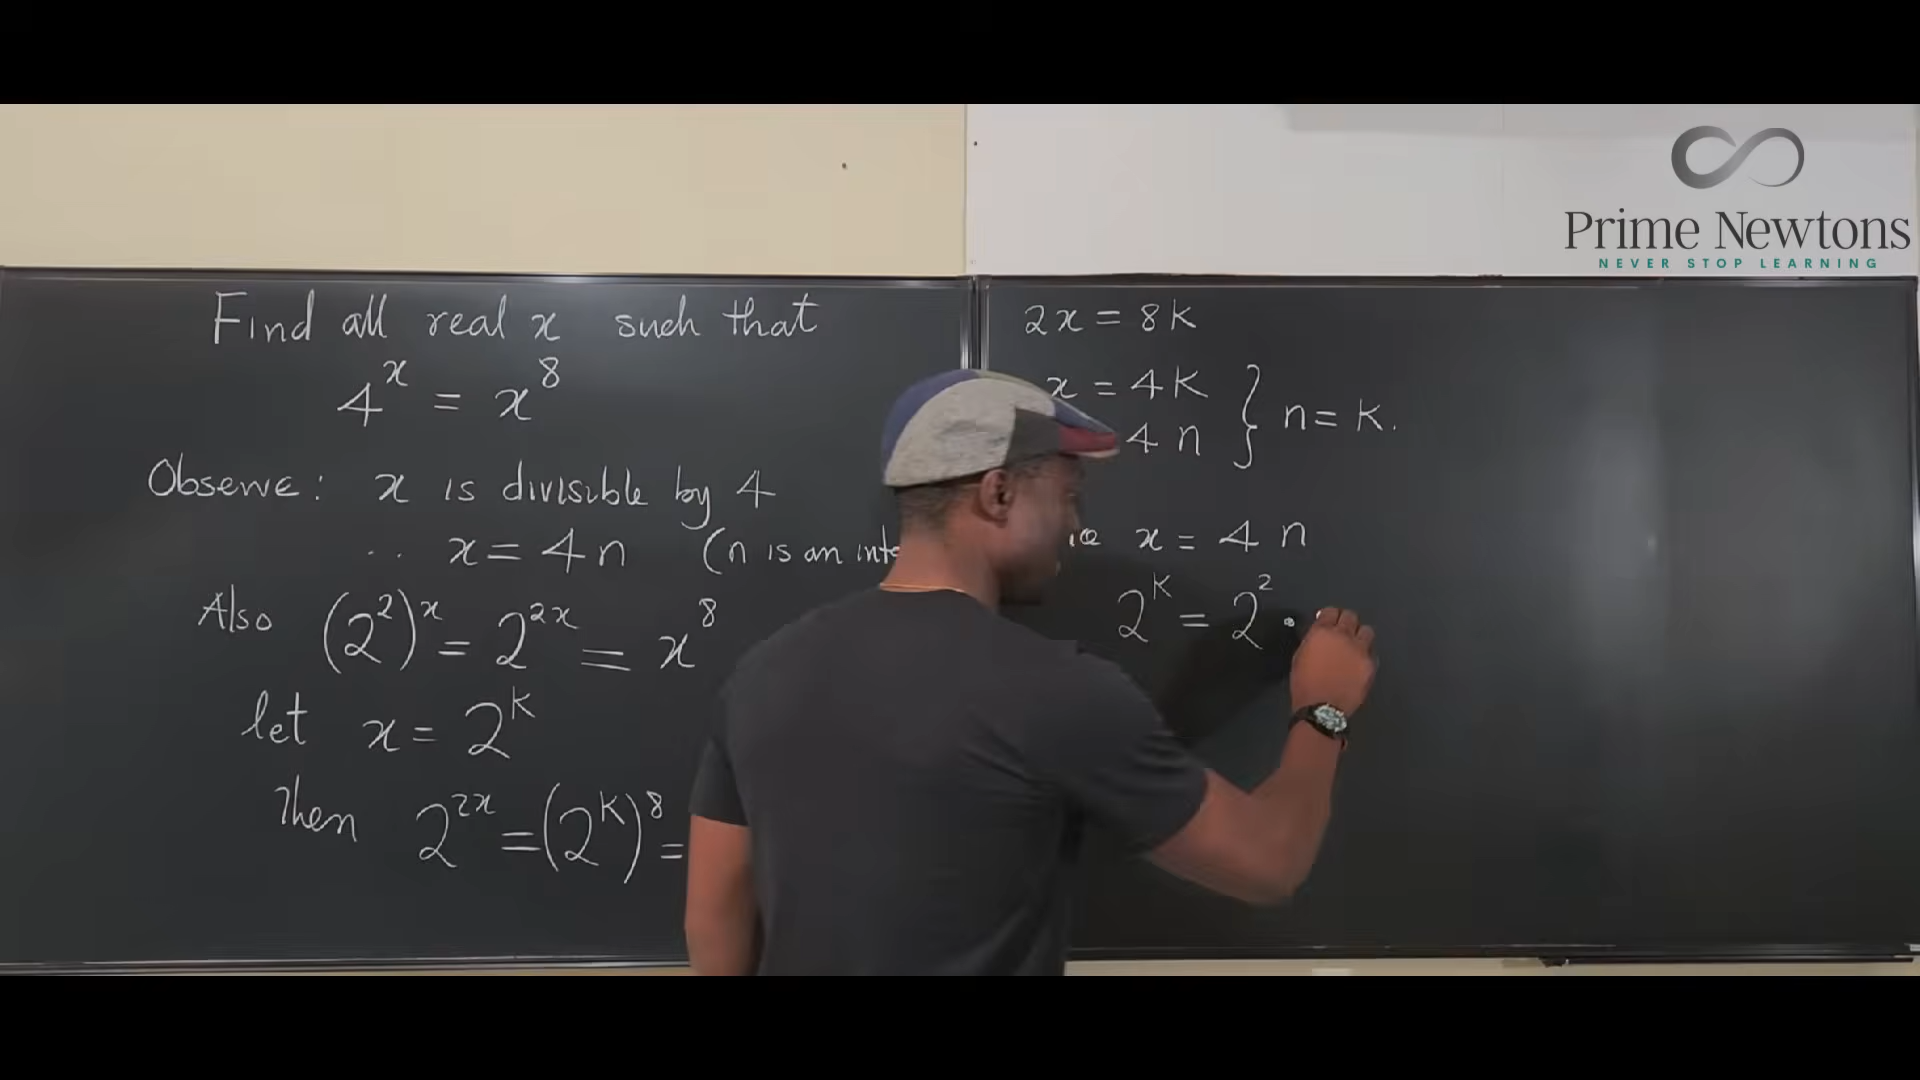 Prime Newtons
NEVER STOP LEARNING
Find all real x such that
4^x = x^8
Observe: x is divisible by 4
∴ x = 4n (n is an
Also (2^2)^x = 2^{2x} = x^8
let x = 2^k
Then 2^{2x} = (2^k)^8 =
2x = 8k
x = 4k
4n } n = k.
x = 4n
2^k = 2^2 ·